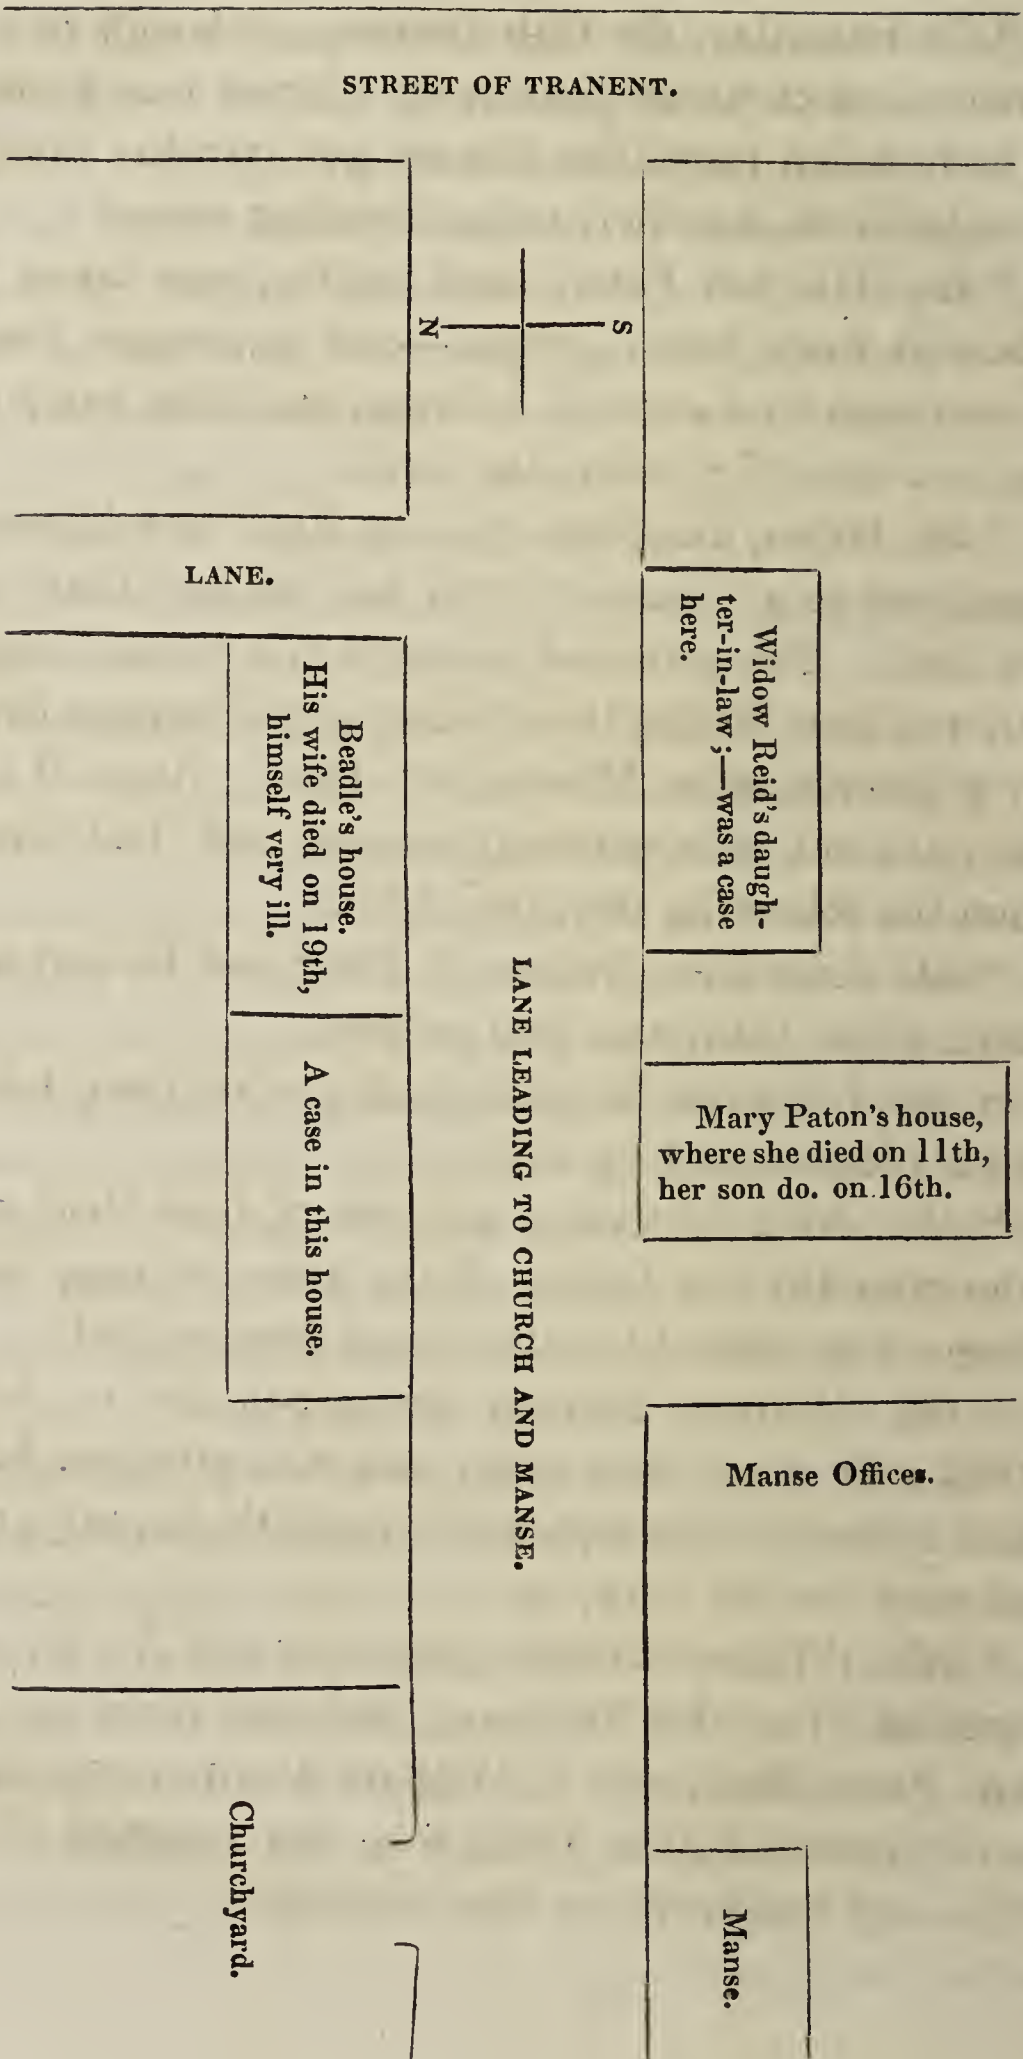 STREET OF TRANENT.
N
S
LANE.
Widow Reid's daugh-
ter-in-law ;—was a case
here.
Beadle's house.
His wife died on 19th,
himself very ill.
A case in this house.
LANE LEADING TO CHURCH AND MANSE.
Mary Paton's house,
where she died on 11th,
her son do. on 16th.
Manse Offices.
Churchyard.
Manse.